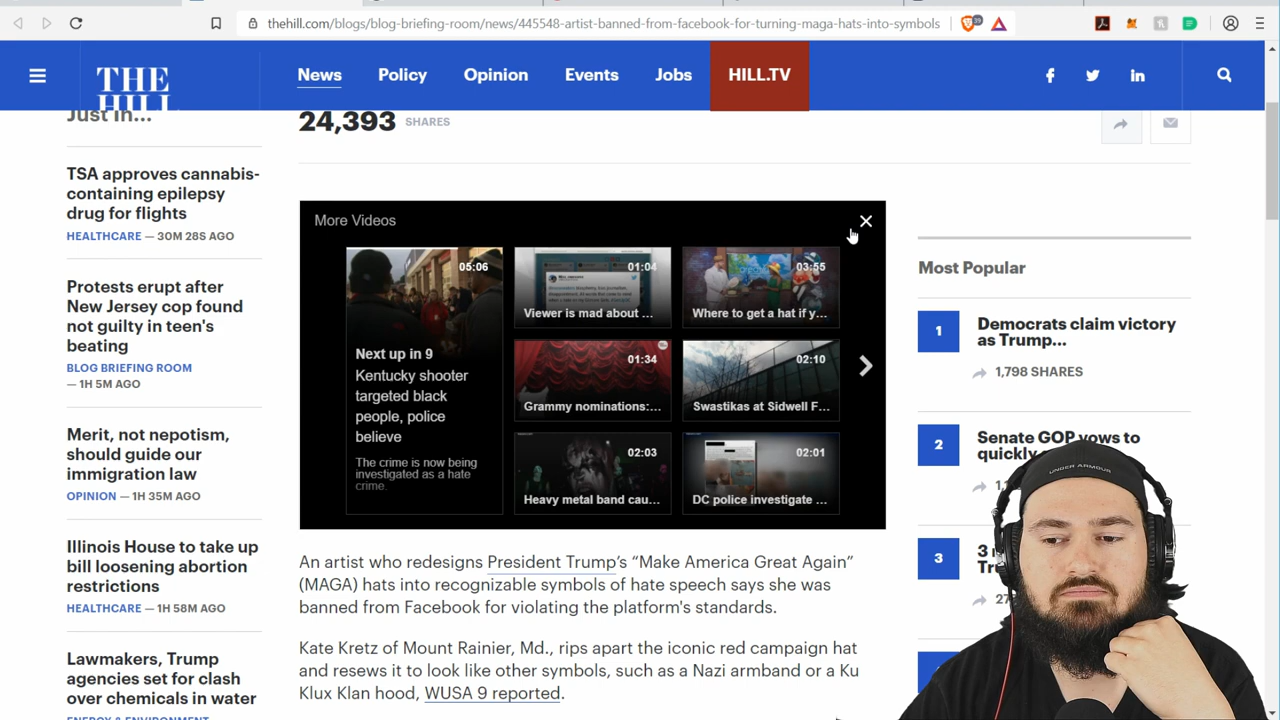 thehill.com/blogs/blog-briefing-room/news/445548-artist-banned-from-facebook-for-turning-maga-hats-into-symbols
THE
HILL
News
Policy
Opinion
Events
Jobs
HILL.TV
Just In...
TSA approves cannabis-
containing epilepsy
drug for flights
HEALTHCARE — 30M 28S AGO
Protests erupt after
New Jersey cop found
not guilty in teen's
beating
BLOG BRIEFING ROOM
— 1H 5M AGO
Merit, not nepotism,
should guide our
immigration law
OPINION — 1H 35M AGO
Illinois House to take up
bill loosening abortion
restrictions
HEALTHCARE — 1H 58M AGO
Lawmakers, Trump
agencies set for clash
over chemicals in water
ENERGY & ENVIRONMENT
24,393 SHARES
More Videos
05:06
Next up in 9
Kentucky shooter
targeted black
people, police
believe
The crime is now being
investigated as a hate
crime.
01:04
Viewer is mad about ...
03:55
Where to get a hat if y...
01:34
Grammy nominations:...
02:10
Swastikas at Sidwell F...
02:03
Heavy metal band cau...
02:01
DC police investigate ...
An artist who redesigns President Trump's “Make America Great Again”
(MAGA) hats into recognizable symbols of hate speech says she was
banned from Facebook for violating the platform's standards.
Kate Kretz of Mount Rainier, Md., rips apart the iconic red campaign hat
and resews it to look like other symbols, such as a Nazi armband or a Ku
Klux Klan hood, WUSA 9 reported.
Most Popular
1
Democrats claim victory
as Trump...
1,798 SHARES
2
Senate GOP vows to
quickly
3
3
UNDER ARMOUR